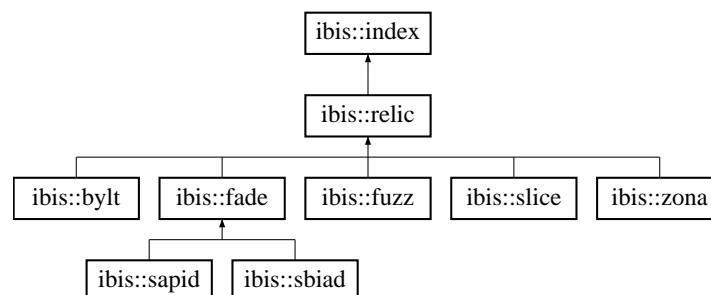 ibis::index
ibis::relic
ibis::bylt ibis::fade ibis::fuzz ibis::slice ibis::zona
ibis::sapid ibis::sbiad